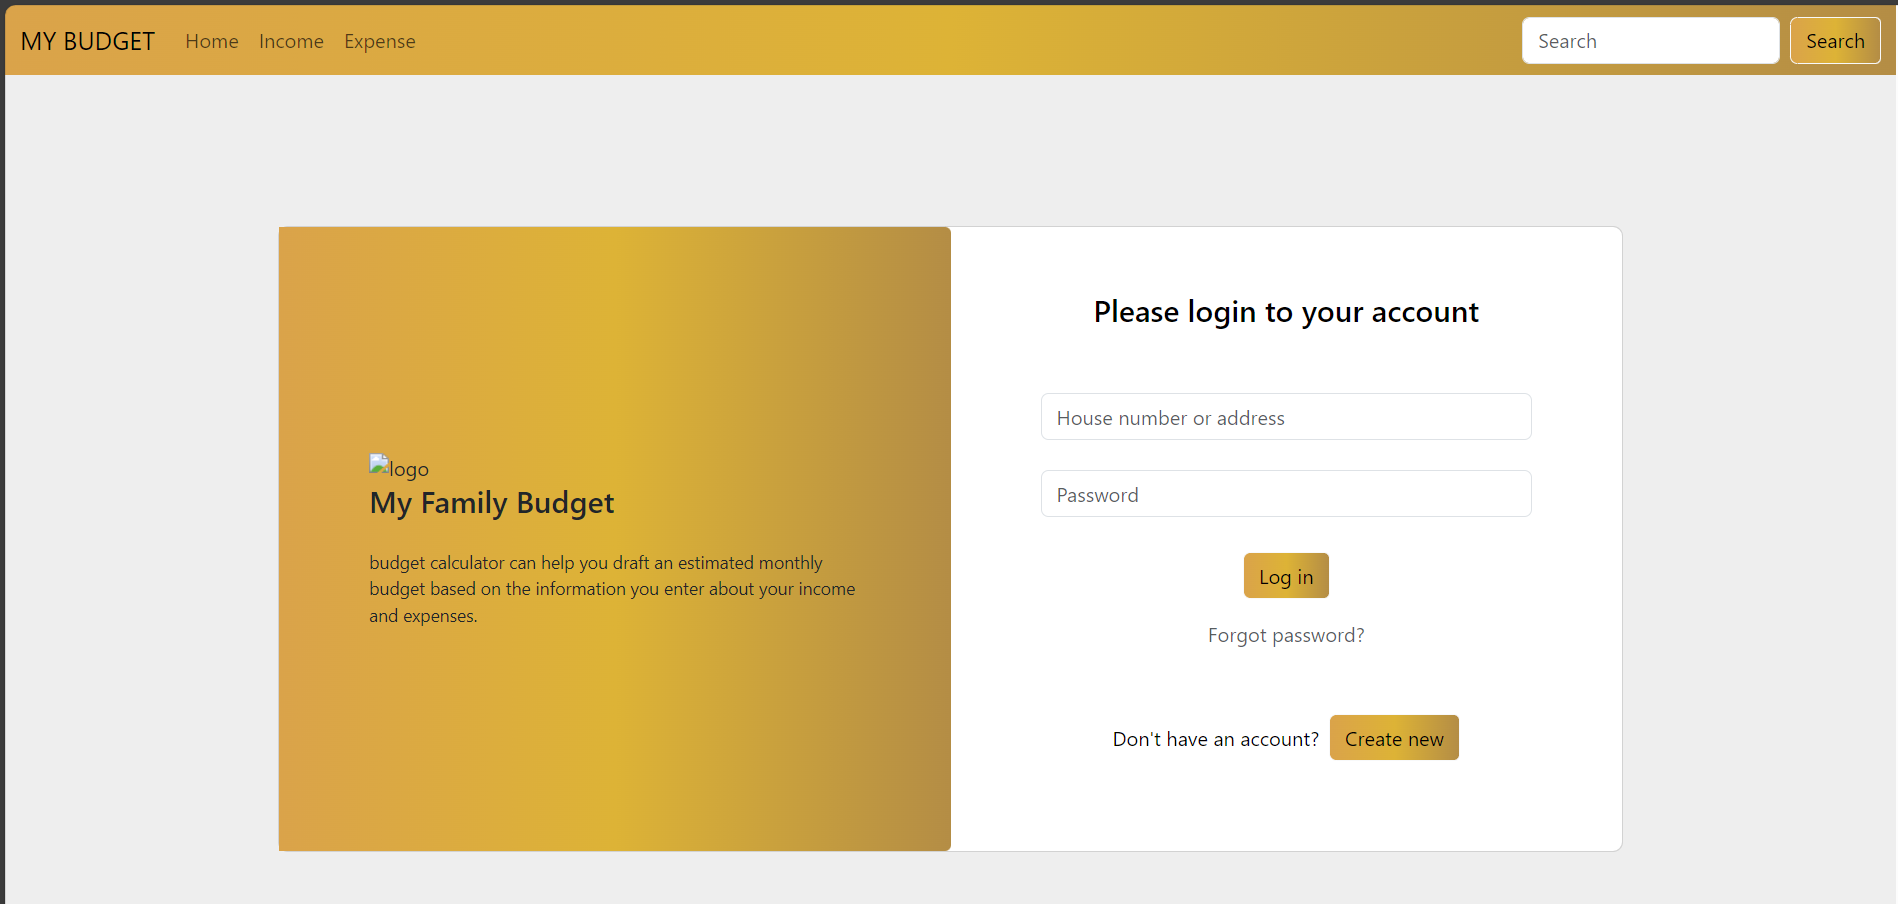 MY BUDGET Home Income Expense Search Search
logo
My Family Budget
budget calculator can help you draft an estimated monthly
budget based on the information you enter about your income
and expenses.
Please login to your account
House number or address
Password
Log in
Forgot password?
Don't have an account? Create new